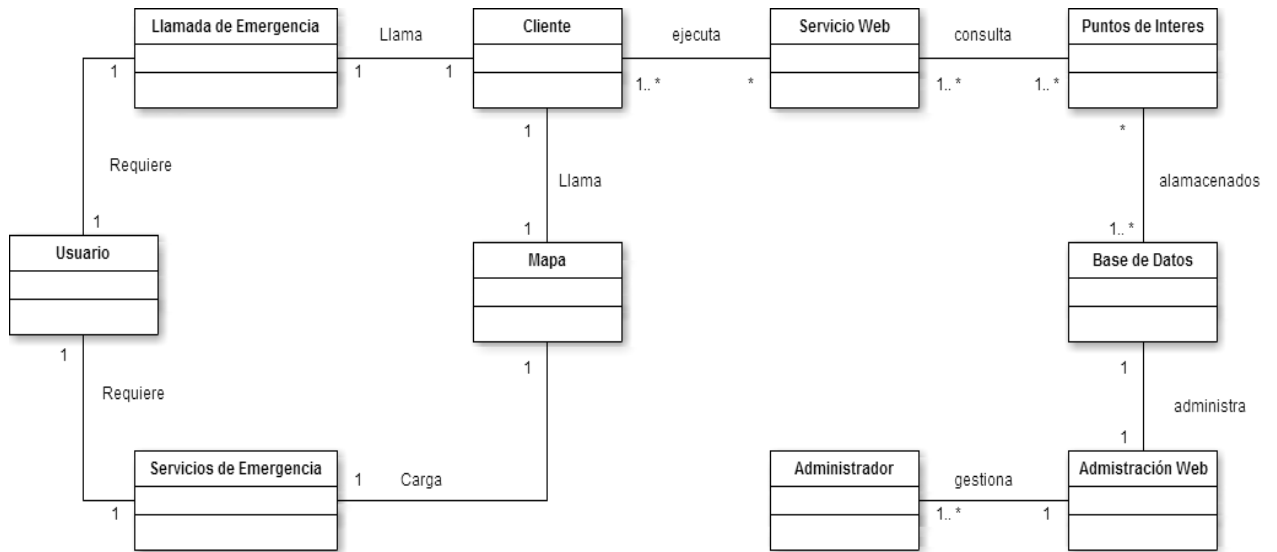 Llamada de Emergencia
Llama
Cliente
ejecuta
Servicio Web
consulta
Puntos de Interes
1
1
1
1.. *
*
1.. *
1.. *
1
*
Requiere
Llama
alamacenados
1
1
1.. *
Usuario
Mapa
Base de Datos
1
1
1
Requiere
administra
1
Servicios de Emergencia
1
Carga
Administrador
gestiona
Admistración Web
1
1.. *
1